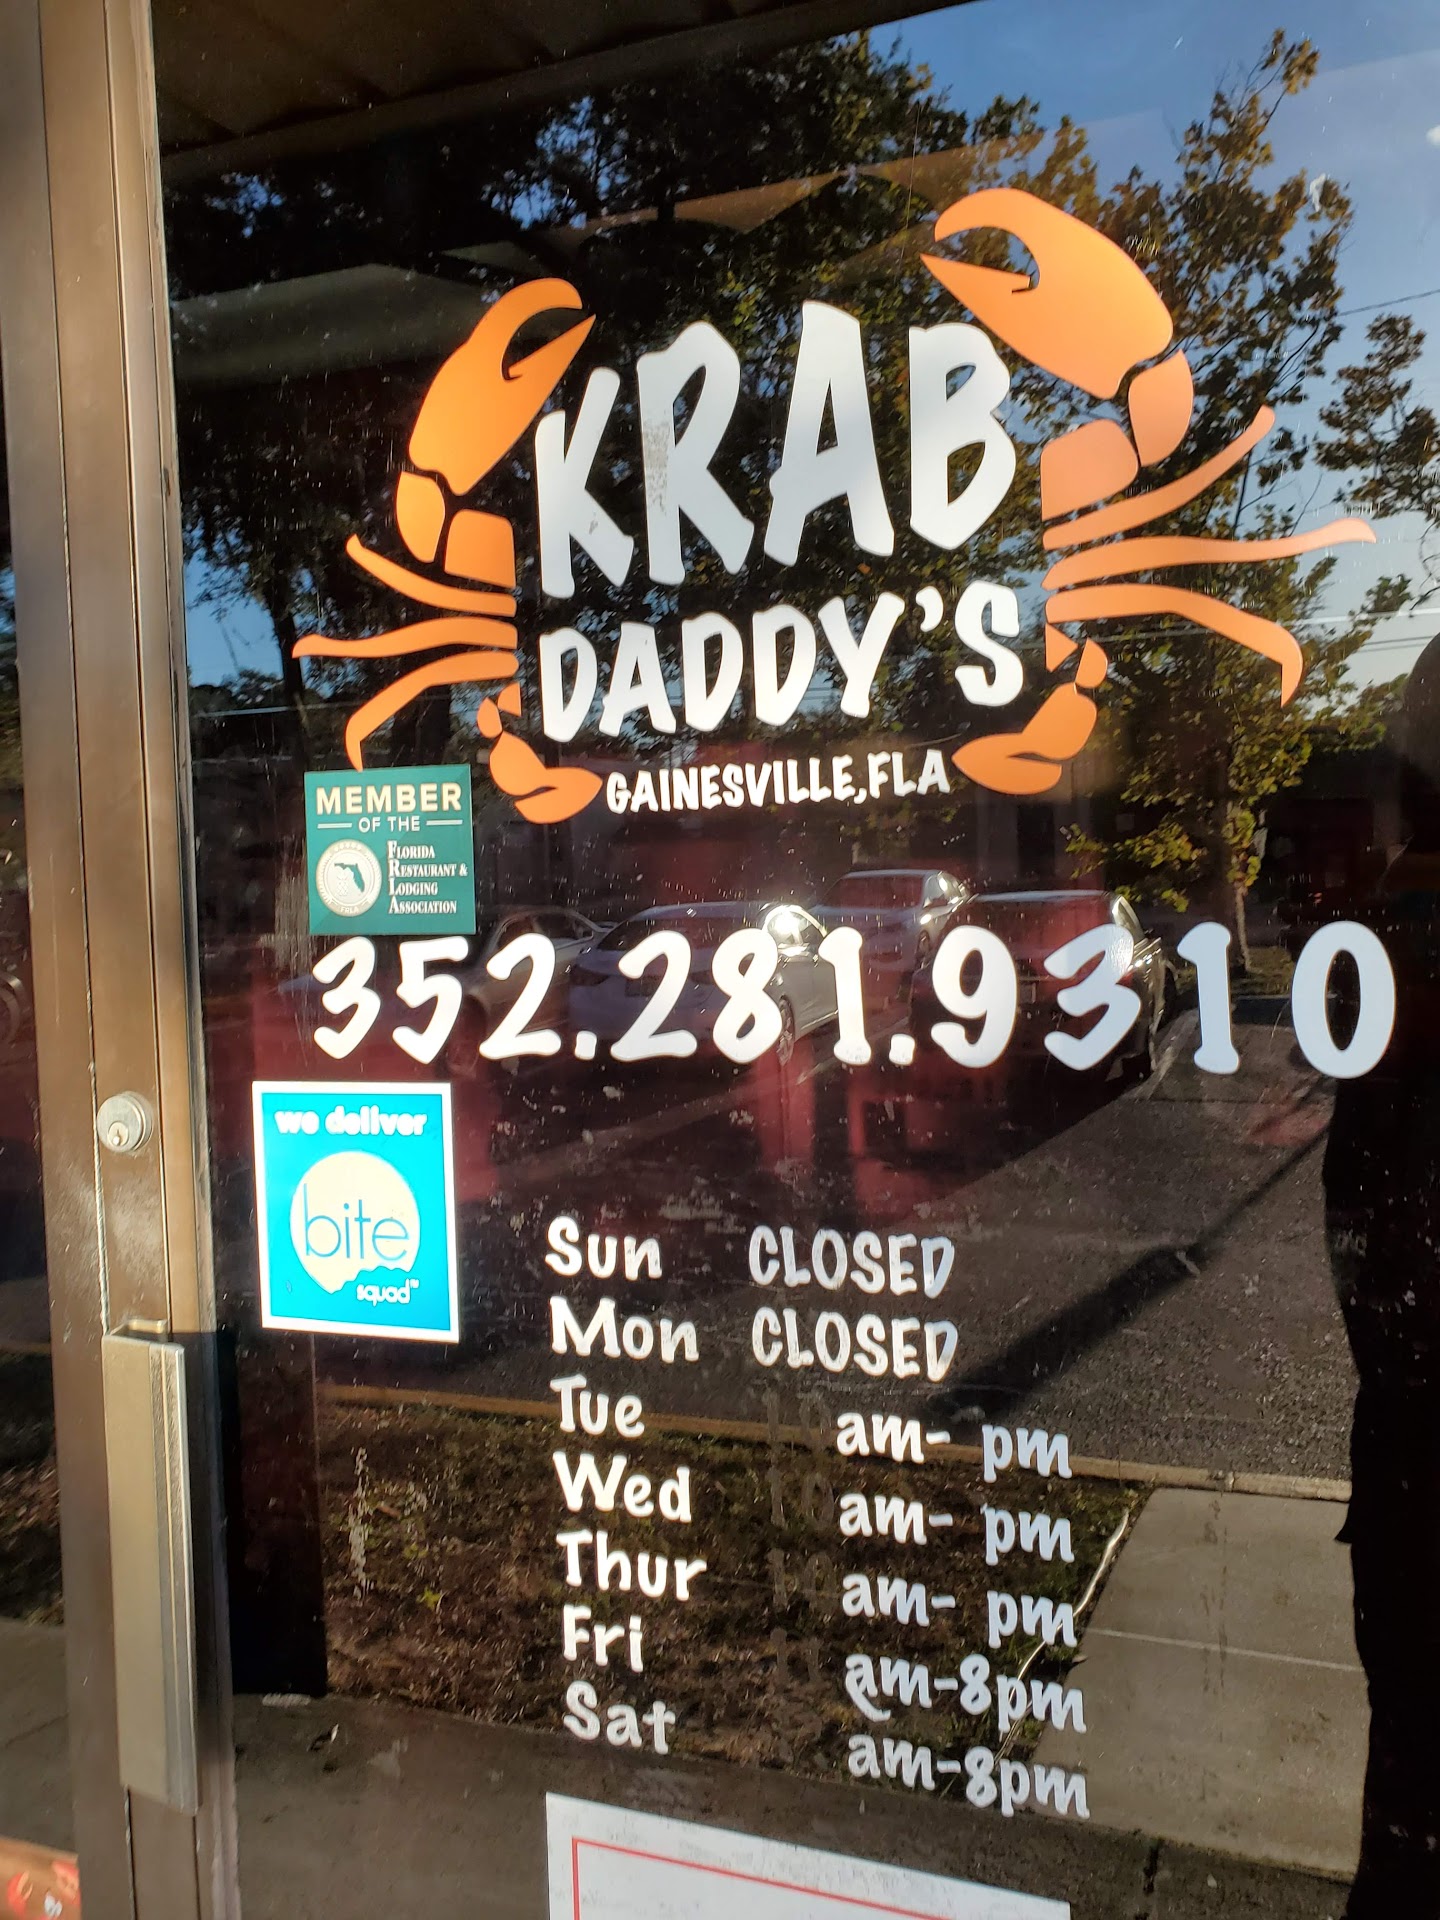 KRAB
DADDY'S
GAINESVILLE, FLA
MEMBER
OF THE
FLORIDA
RESTAURANT &
LODGING
ASSOCIATION
352.281.9310
we deliver
bite
squad™
Sun CLOSED
Mon CLOSED
Tue am- pm
Wed am- pm
Thur am- pm
Fri am-8pm
Sat am-8pm